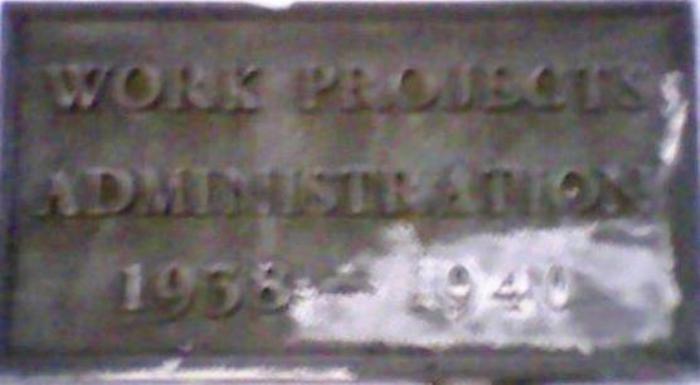 WORK PROJECTS
ADMINISTRATION
1938 - 1940